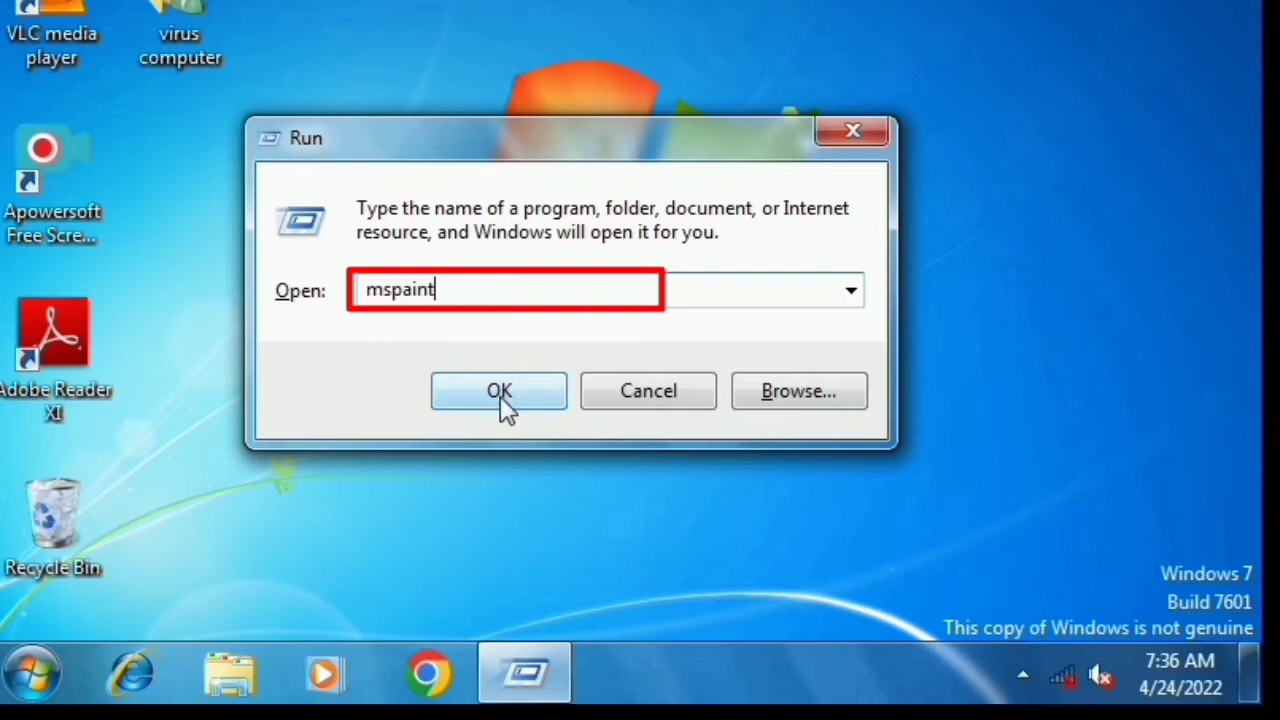 VLC media
player
virus
computer
Apowersoft
Free Scre...
Adobe Reader
XI
Recycle Bin
Run
Type the name of a program, folder, document, or Internet
resource, and Windows will open it for you.
Open: mspaint
OK Cancel Browse...
Windows 7
Build 7601
This copy of Windows is not genuine
7:36 AM
4/24/2022